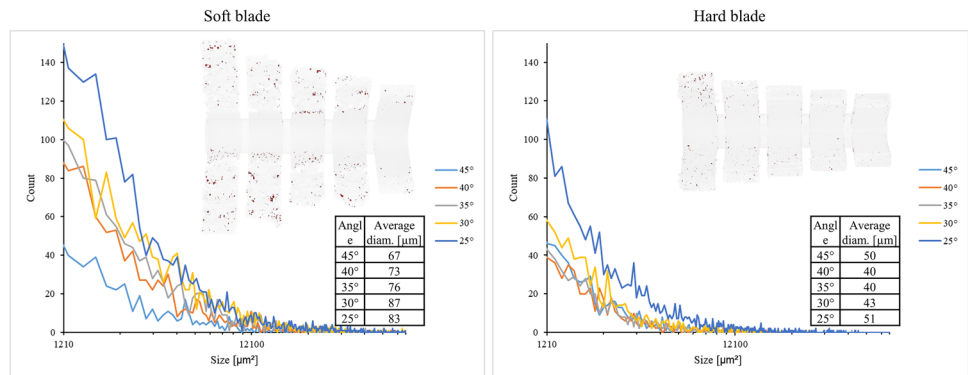 Soft blade
Hard blade
140
120
100
80
60
40
20
0
Count
1210
12100
Size [µm²]
45°
40°
35°
30°
25°
Angl
e
Average
diam. [µm]
45° 67
40° 73
35° 76
30° 87
25° 83
140
120
100
80
60
40
20
0
Count
1210
12100
Size [µm²]
45°
40°
35°
30°
25°
Angl
e
Average
diam. [µm]
45° 50
40° 40
35° 40
30° 43
25° 51